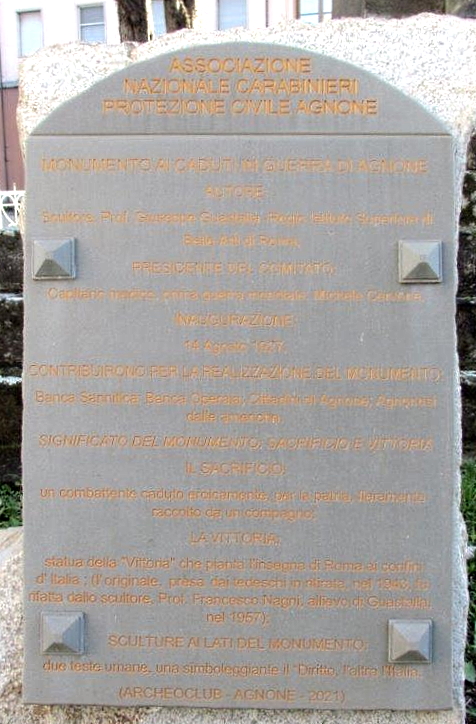 ASSOCIAZIONE
NAZIONALE CARABINIERI
PROTEZIONE CIVILE AGNONE
MONUMENTO AI CADUTI IN GUERRA DI AGNONE
AUTORE
Scultore, Prof. Giuseppe Guastalla, Regio Istituto Superiore di
Belle Arti di Roma;
PRESIDENTE DEL COMITATO:
Capitano medico, prima guerra mondiale, Michele Cervone;
INAUGURAZIONE:
14 Agosto 1927;
CONTRIBUIRONO PER LA REALIZZAZIONE DEL MONUMENTO:
Banca Sannitica; Banca Operaia; Cittadini di Agnone; Agnonesi
delle americhe;
SIGNIFICATO DEL MONUMENTO, SACRIFICIO E VITTORIA
IL SACRIFICIO:
un combattente caduto eroicamente, per la patria, fieramente
raccolto da un compagno;
LA VITTORIA:
statua della "Vittoria" che pianta l'insegna di Roma ai confini
d'Italia ; (l'originale, presa dai tedeschi in ritirata, nel 1943, fu
rifatta dallo scultore, Prof. Francesco Nagni, allievo di Guastalla,
nel 1957);
SCULTURE AI LATI DEL MONUMENTO:
due teste umane, una simboleggiante il "Diritto, l'altra l'Italia.
(ARCHEOCLUB - AGNONE - 2021)